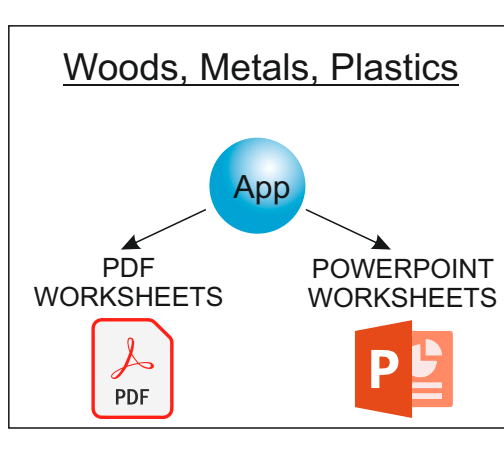 Woods, Metals, Plastics
App
PDF
WORKSHEETS
POWERPOINT
WORKSHEETS
PDF
P